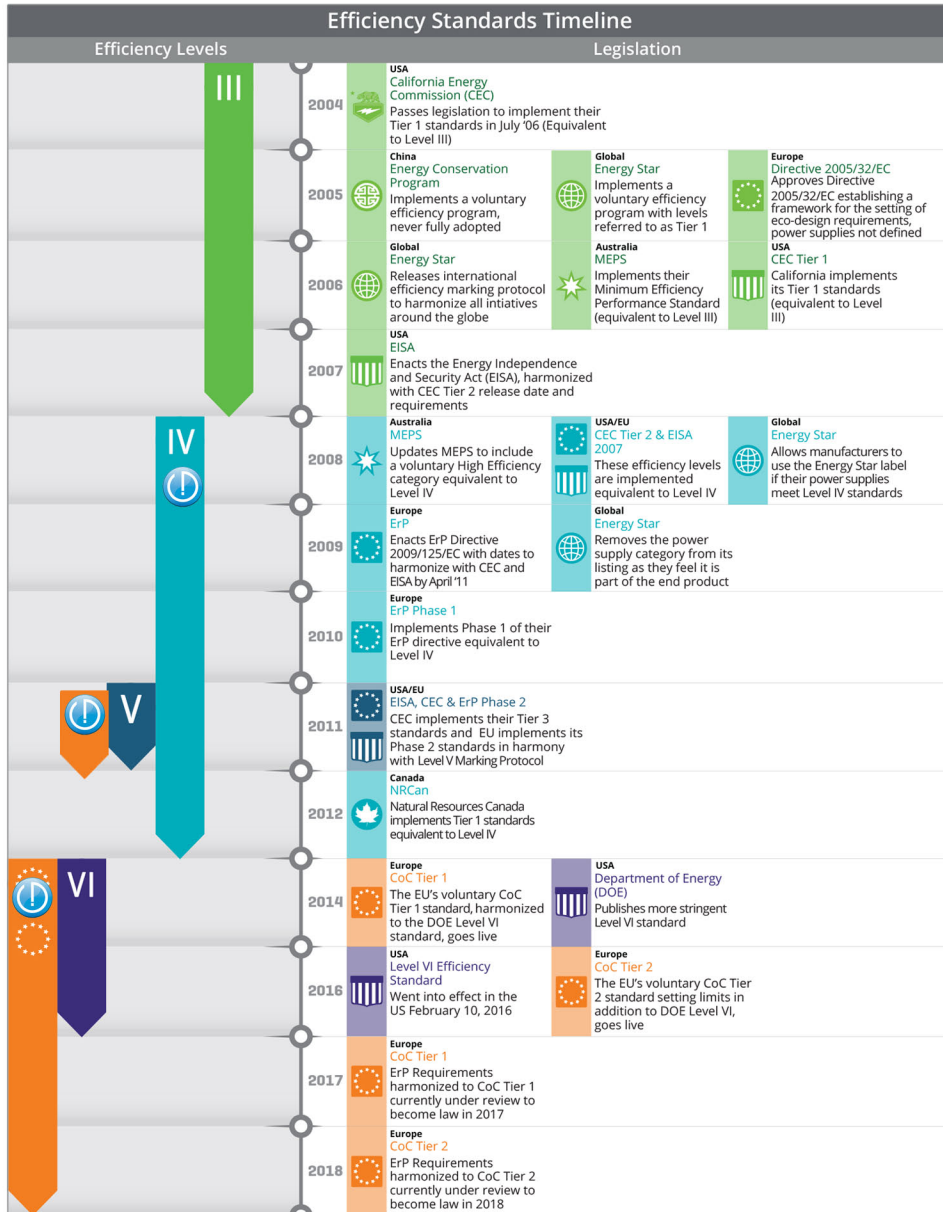 Efficiency Standards Timeline
Efficiency Levels
Legislation
III
2004
USA
California Energy
Commission (CEC)
Passes legislation to implement their
Tier 1 standards in July ‘06 (Equivalent
to Level III)
2005
China
Energy Conservation
Program
Implements a voluntary
efficiency program,
never fully adopted
Global
Energy Star
Implements a
voluntary efficiency
program with levels
referred to as Tier 1
Europe
Directive 2005/32/EC
Approves Directive
2005/32/EC establishing a
framework for the setting of
eco-design requirements,
power supplies not defined
2006
Global
Energy Star
Releases international
efficiency marking protocol
to harmonize all intiatives
around the globe
Australia
MEPS
Implements their
Minimum Efficiency
Performance Standard
(equivalent to Level III)
USA
CEC Tier 1
California implements
its Tier 1 standards
(equivalent to Level
III)
2007
USA
EISA
Enacts the Energy Independence
and Security Act (EISA), harmonized
with CEC Tier 2 release date and
requirements
IV
2008
Australia
MEPS
Updates MEPS to include
a voluntary High Efficiency
category equivalent to
Level IV
USA/EU
CEC Tier 2 & EISA
2007
These efficiency levels
are implemented
equivalent to Level IV
Global
Energy Star
Allows manufacturers to
use the Energy Star label
if their power supplies
meet Level IV standards
2009
Europe
ErP
Enacts ErP Directive
2009/125/EC with dates to
harmonize with CEC and
EISA by April ‘11
Global
Energy Star
Removes the power
supply category from its
listing as they feel it is
part of the end product
2010
Europe
ErP Phase 1
Implements Phase 1 of their
ErP directive equivalent to
Level IV
V
2011
USA/EU
EISA, CEC & ErP Phase 2
CEC implements their Tier 3
standards and EU implements its
Phase 2 standards in harmony
with Level V Marking Protocol
2012
Canada
NRCan
Natural Resources Canada
implements Tier 1 standards
equivalent to Level IV
VI
2014
Europe
CoC Tier 1
The EU’s voluntary CoC
Tier 1 standard, harmonized
to the DOE Level VI
standard, goes live
USA
Department of Energy
(DOE)
Publishes more stringent
Level VI standard
2016
USA
Level VI Efficiency
Standard
Went into effect in the
US February 10, 2016
Europe
CoC Tier 2
The EU’s voluntary CoC Tier
2 standard setting limits in
addition to DOE Level VI,
goes live
2017
Europe
CoC Tier 1
ErP Requirements
harmonized to CoC Tier 1
currently under review to
become law in 2017
2018
Europe
CoC Tier 2
ErP Requirements
harmonized to CoC Tier 2
currently under review to
become law in 2018